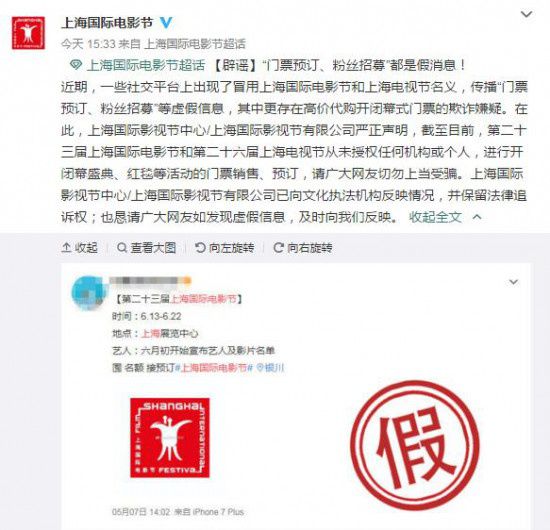 上海国际电影节
今天 15:33 来自 上海国际电影节超话
上海国际电影节超话 【辟谣】“门票预订、粉丝招募”都是假消息！
近期，一些社交平台上出现了冒用上海国际电影节和上海电视节名义，传播“门
票预订、粉丝招募”等虚假信息，其中更存在高价代购开闭幕式门票的欺诈嫌疑。在
此，上海国际影视节中心/上海国际影视节有限公司严正声明，截至目前，第二十
三届上海国际电影节和第二十六届上海电视节从未授权任何机构或个人，进行开
闭幕盛典、红毯等活动的门票销售、预订，请广大网友切勿上当受骗。上海国际
影视节中心/上海国际影视节有限公司已向文化执法机构反映情况，并保留法律追
诉权；也恳请广大网友如发现虚假信息，及时向我们反映。 收起全文
收起 查看大图 向左旋转 向右旋转
【第二十三届上海国际电影节】
时间：6.13-6.22
地点：上海展览中心
艺人：六月初开始宣布艺人及影片名单
围 名额 接预订#上海国际电影节# 银川
SHANGHAI
INTERNATIONAL
FILM
FESTIVAL
上海国际电影节
假
05月07日 14:02 来自 iPhone 7 Plus